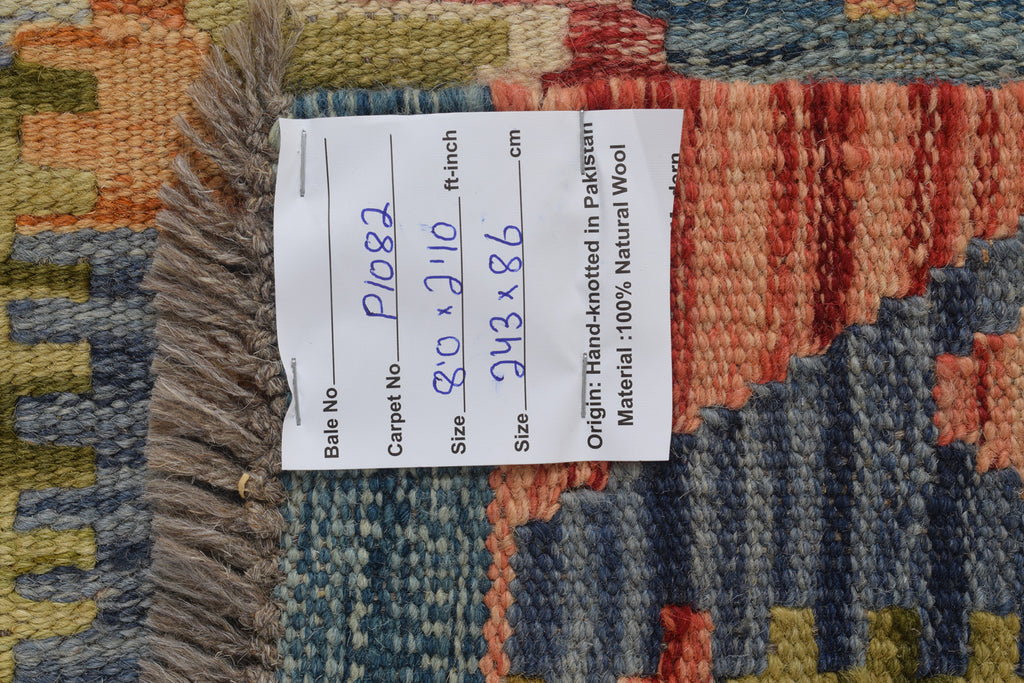 Bale No
Carpet No P1082
Size 8'0 x 2'10 ft-inch
Size 243 x 86 cm
Origin: Hand-knotted in Pakistan
Material :100% Natural Wool